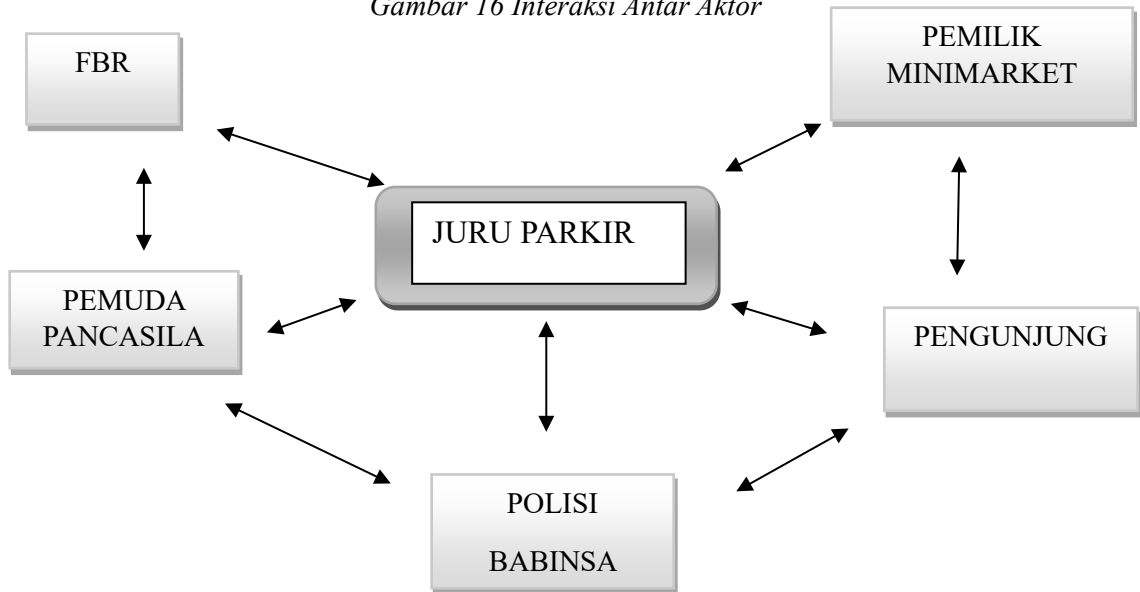 Gambar 16 Interaksi Antar Aktor
FBR
PEMILIK
MINIMARKET
JURU PARKIR
PEMUDA
PANCASILA
PENGUNJUNG
POLISI
BABINSA